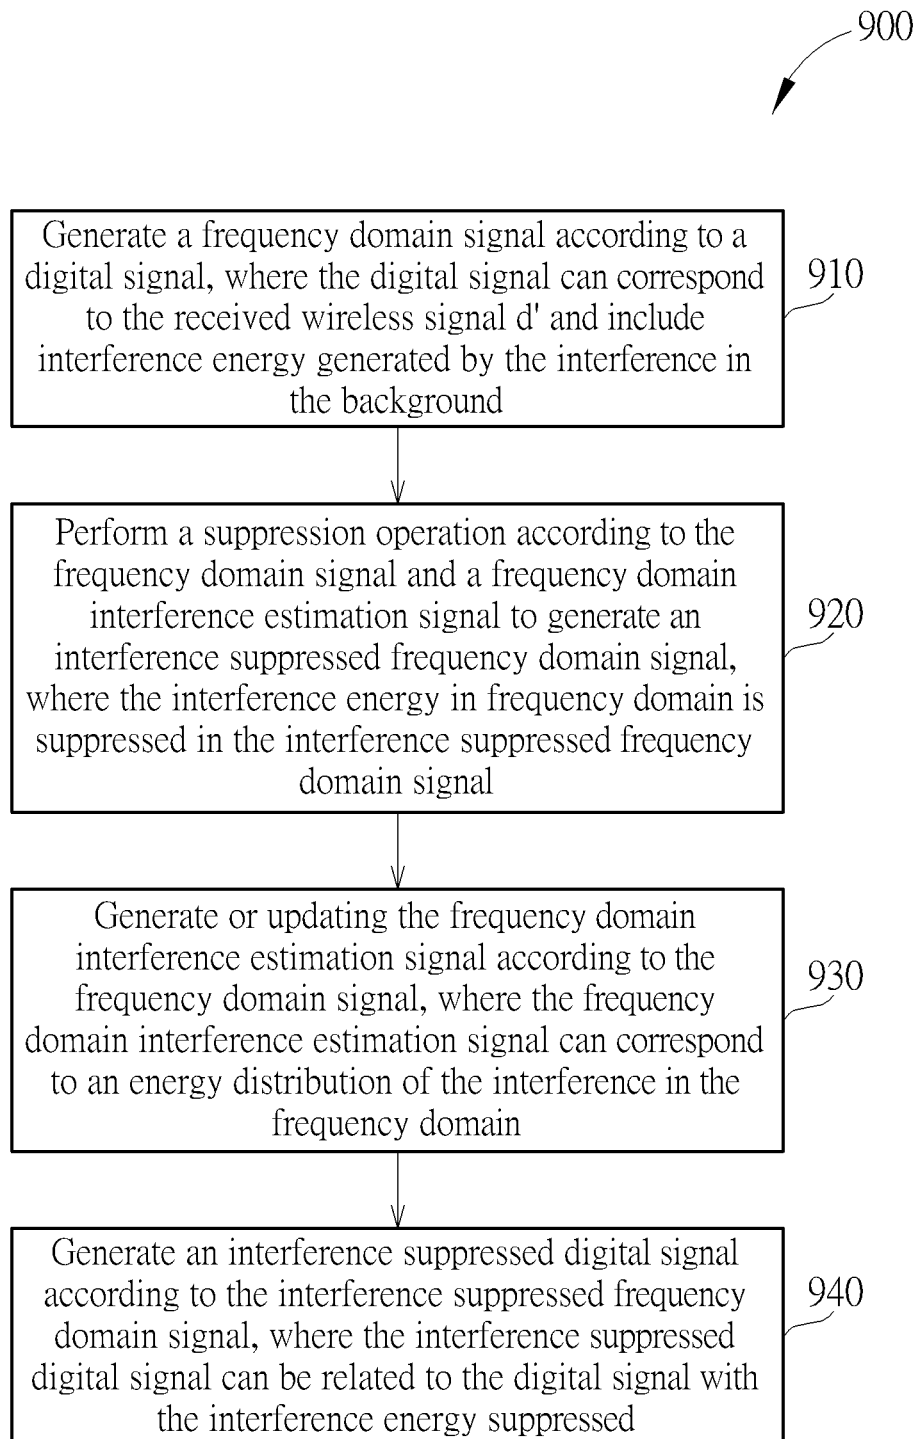 900
Generate a frequency domain signal according to a
digital signal, where the digital signal can correspond
to the received wireless signal d' and include
interference energy generated by the interference in
the background
910
Perform a suppression operation according to the
frequency domain signal and a frequency domain
interference estimation signal to generate an
interference suppressed frequency domain signal,
where the interference energy in frequency domain is
suppressed in the interference suppressed frequency
domain signal
920
Generate or updating the frequency domain
interference estimation signal according to the
frequency domain signal, where the frequency
domain interference estimation signal can correspond
to an energy distribution of the interference in the
frequency domain
930
Generate an interference suppressed digital signal
according to the interference suppressed frequency
domain signal, where the interference suppressed
digital signal can be related to the digital signal with
the interference energy suppressed
940